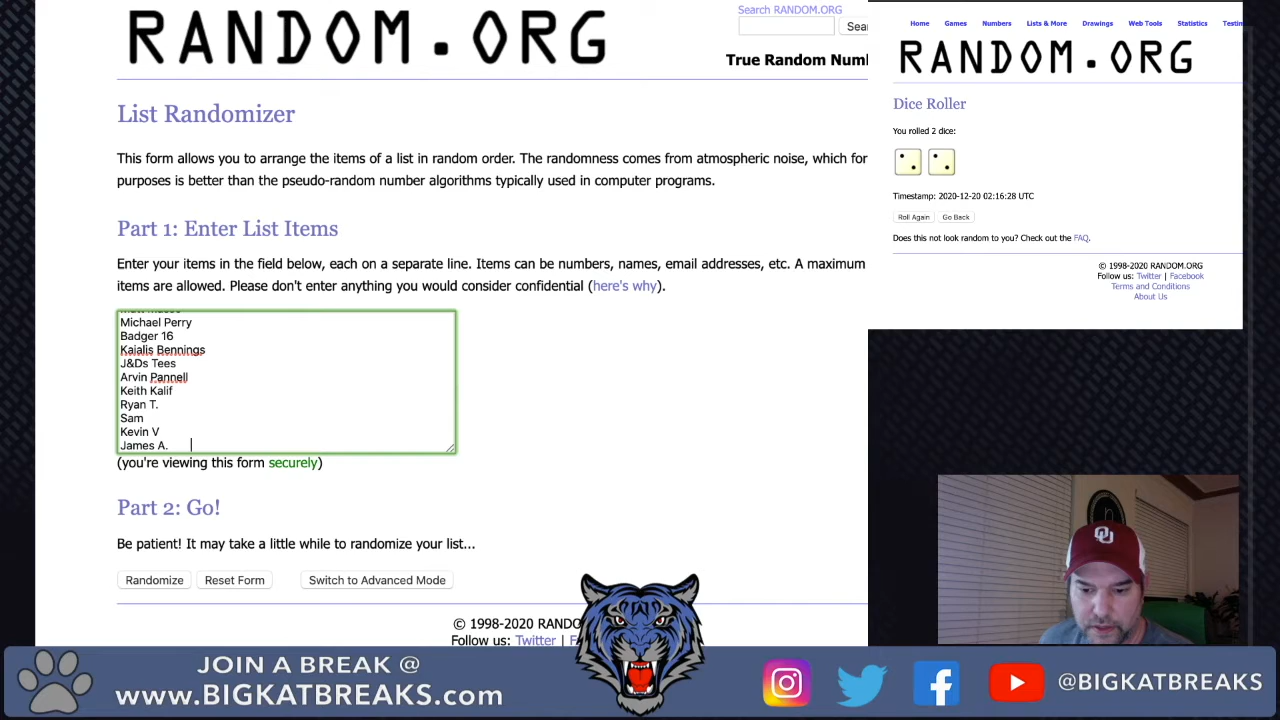 RANDOM.ORG
Search RANDOM.ORG
Sea
True Random Numb
List Randomizer
This form allows you to arrange the items of a list in random order. The randomness comes from atmospheric noise, which for
purposes is better than the pseudo-random number algorithms typically used in computer programs.
Part 1: Enter List Items
Enter your items in the field below, each on a separate line. Items can be numbers, names, email addresses, etc. A maximum
items are allowed. Please don't enter anything you would consider confidential (here's why).
Michael Perry
Badger 16
Kaialis Bennings
J&Ds Tees
Arvin Pannell
Keith Kalif
Ryan T.
Sam
Kevin V
James A.
(you're viewing this form securely)
Part 2: Go!
Be patient! It may take a little while to randomize your list...
Randomize Reset Form Switch to Advanced Mode
© 1998-2020 RANDO
Follow us: Twitter | F
Home Games Numbers Lists & More Drawings Web Tools Statistics Testim
RANDOM.ORG
Dice Roller
You rolled 2 dice:
Timestamp: 2020-12-20 02:16:28 UTC
Roll Again Go Back
Does this not look random to you? Check out the FAQ.
© 1998-2020 RANDOM.ORG
Follow us: Twitter | Facebook
Terms and Conditions
About Us
OU
JOIN A BREAK @
www.BIGKATBREAKS.com
@BIGKATBREAKS